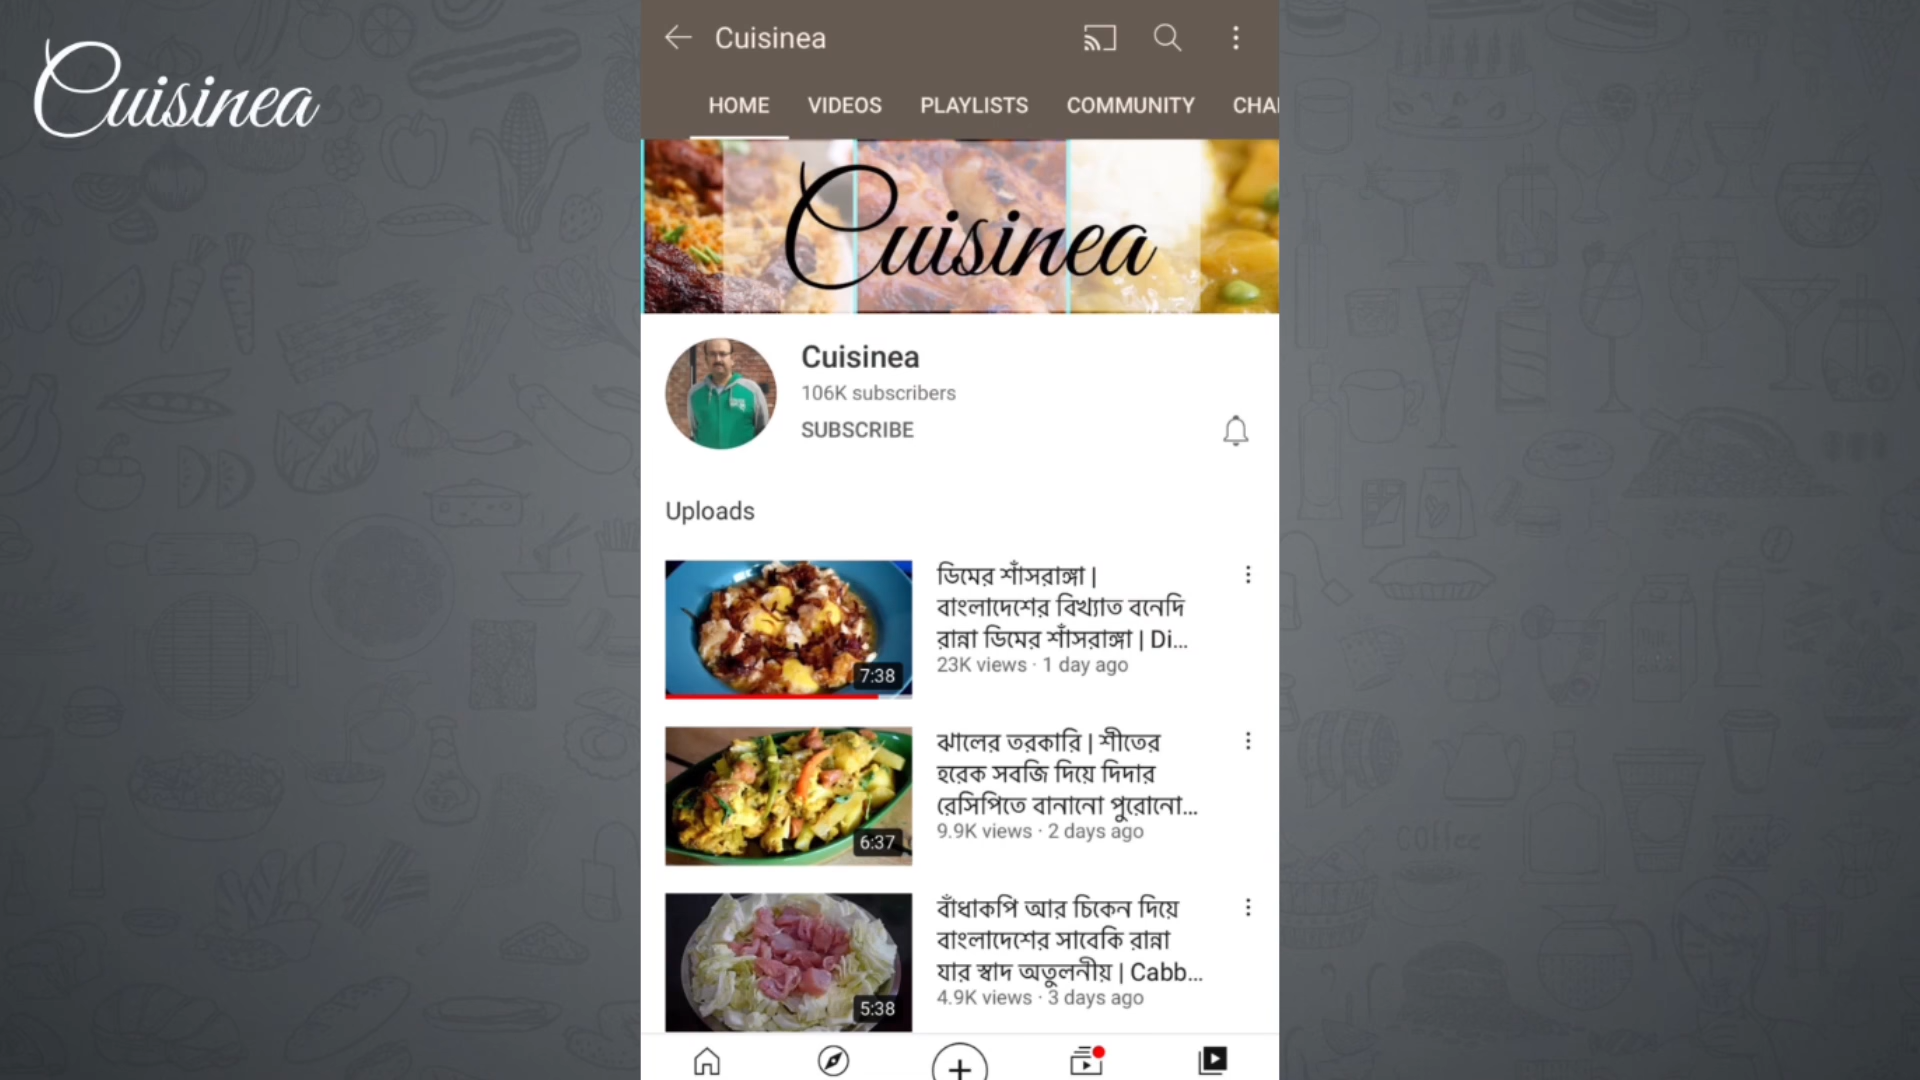 Cuisinea
Cuisinea
HOME VIDEOS PLAYLISTS COMMUNITY CHA
Cuisinea
Cuisinea
106K subscribers
SUBSCRIBE
Uploads
ডিমের শাঁসরাঙ্গা |
বাংলাদেশের বিখ্যাত বনেদি
রান্না ডিমের শাঁসরাঙ্গা | Di...
23K views · 1 day ago
7:38
ঝালের তরকারি | শীতের
হরেক সবজি দিয়ে দিদার
রেসিপিতে বানানো পুরোনো...
9.9K views · 2 days ago
6:37
বাঁধাকপি আর চিকেন দিয়ে
বাংলাদেশের সাবেকি রান্না
যার স্বাদ অতুলনীয় | Cabb...
4.9K views · 3 days ago
5:38
coffee